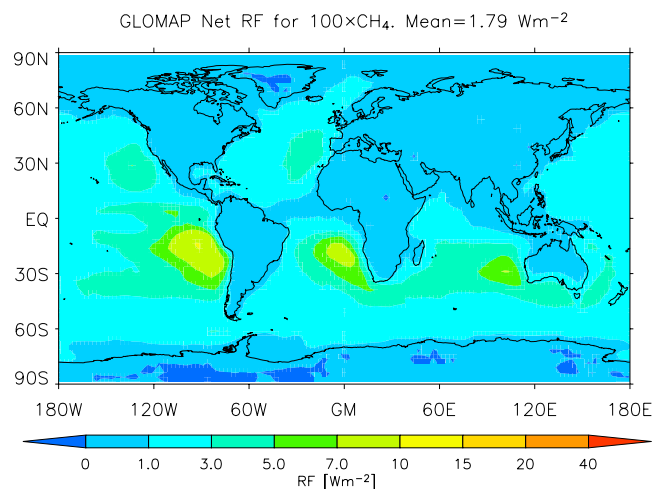 GLOMAP Net RF for 100×CH₄. Mean=1.79 Wm⁻²
90N
60N
30N
EQ
30S
60S
90S
180W 120W 60W GM 60E 120E 180E
0 1.0 3.0 5.0 7.0 10 15 20 40
RF [Wm⁻²]